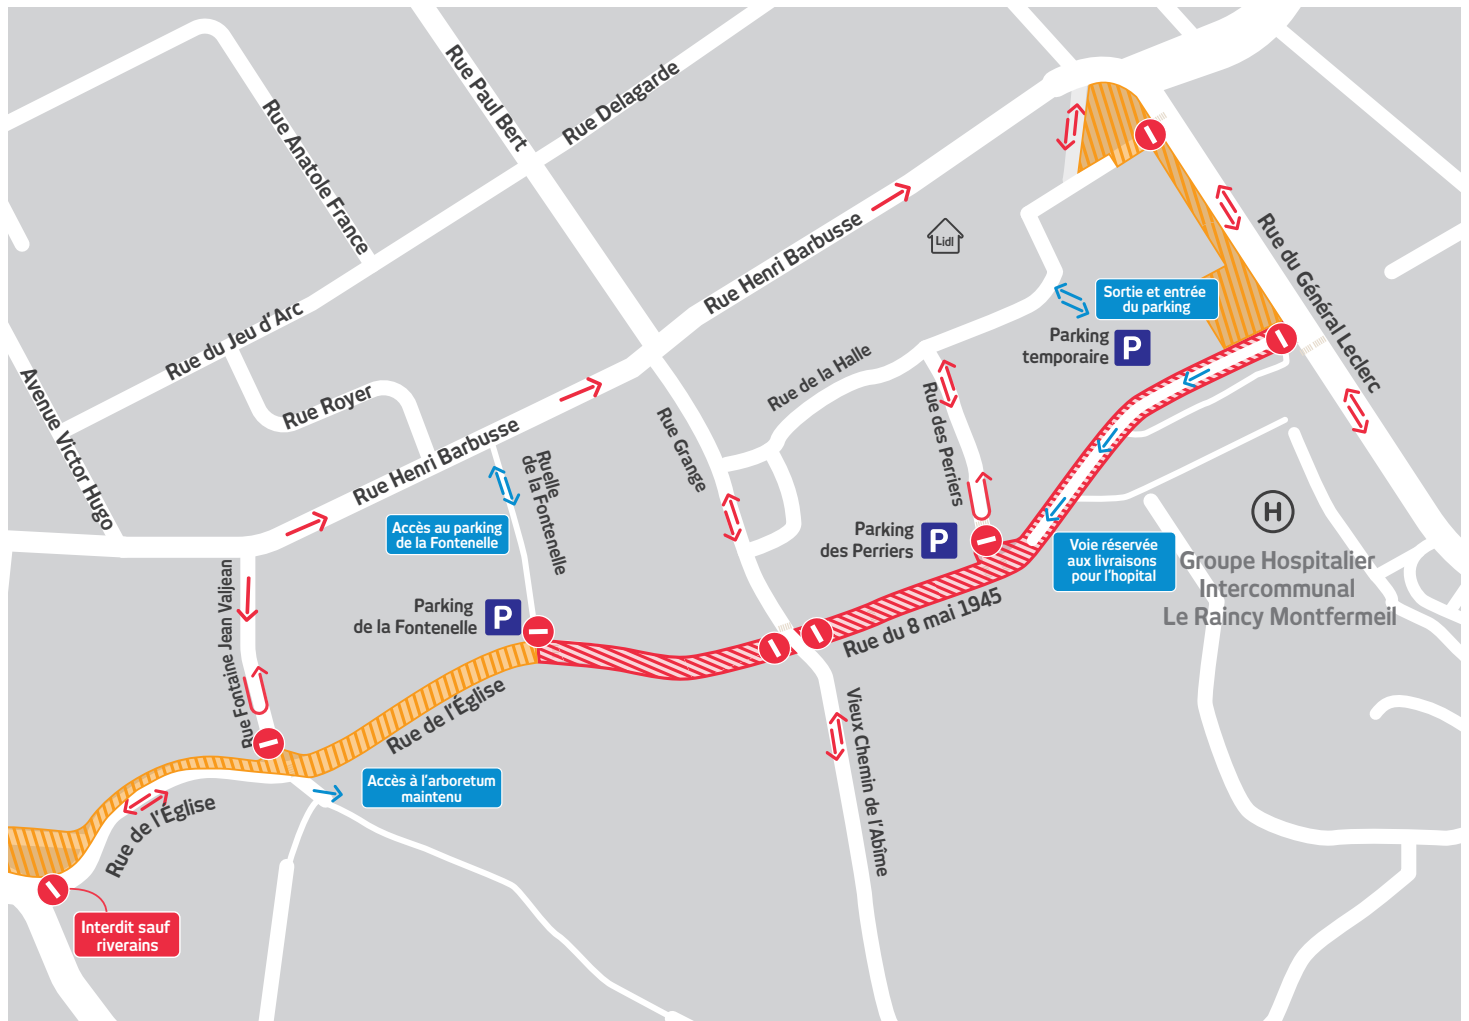 Rue Paul Bert
Rue Delagarde
Rue Anatole France
Rue Henri Barbusse
Lidl
Rue du Général Leclerc
Sortie et entrée
du parking
Parking
temporaire
P
Rue du Jeu d'Arc
Rue Royer
Avenue Victor Hugo
Rue Henri Barbusse
Rue de la Halle
Rue des Perriers
Rue Grange
Ruelle
de la Fontenelle
Accès au parking
de la Fontenelle
Parking
des Perriers
P
H
Groupe Hospitalier
Intercommunal
Le Raincy Montfermeil
Voie réservée
aux livraisons
pour l'hopital
Rue Fontaine Jean Valjean
Parking
de la Fontenelle
P
Rue du 8 mai 1945
Rue de l'Église
Vieux Chemin de l'Abîme
Accès à l'arboretum
maintenu
Rue de l'Église
Interdit sauf
riverains